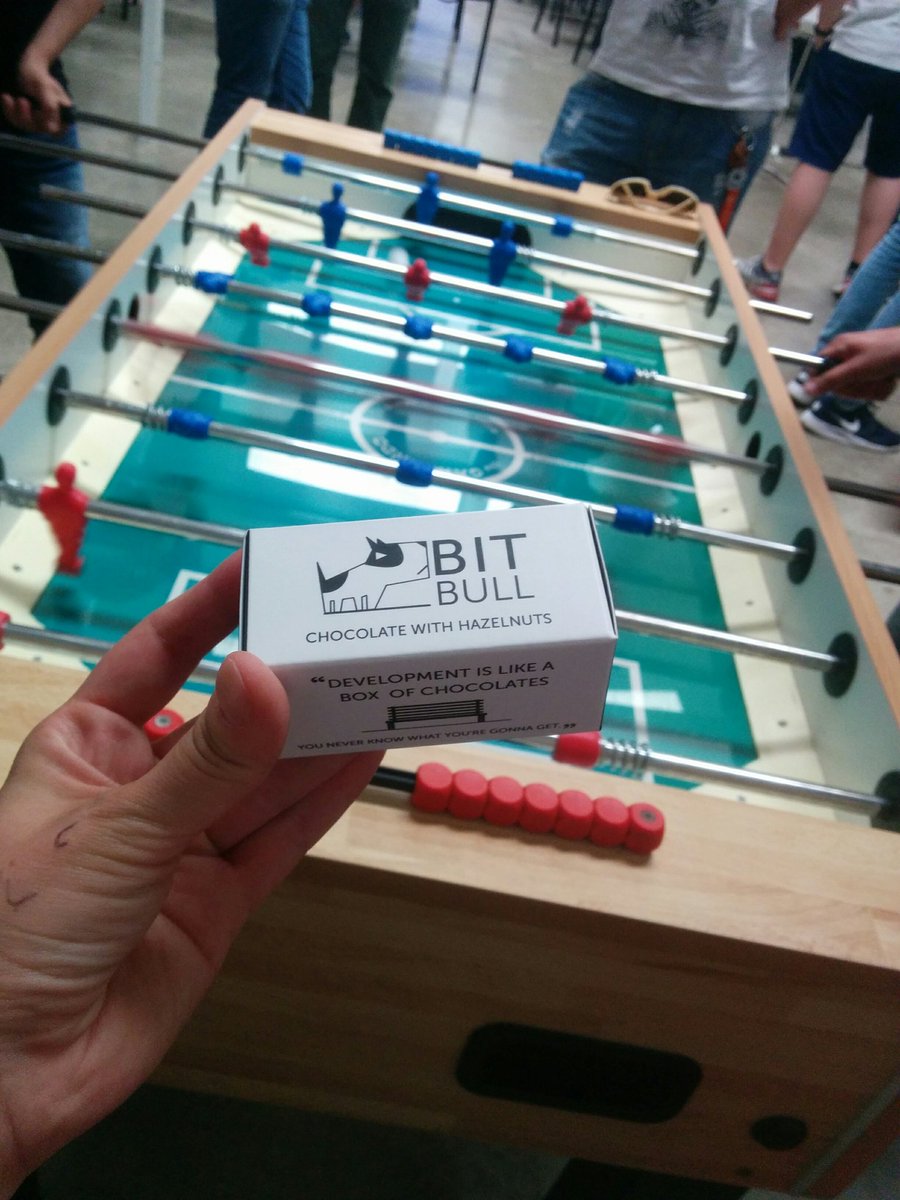 BIT
BULL
CHOCOLATE WITH HAZELNUTS
“DEVELOPMENT IS LIKE A
BOX OF CHOCOLATES
YOU NEVER KNOW WHAT YOU'RE GONNA GET.”